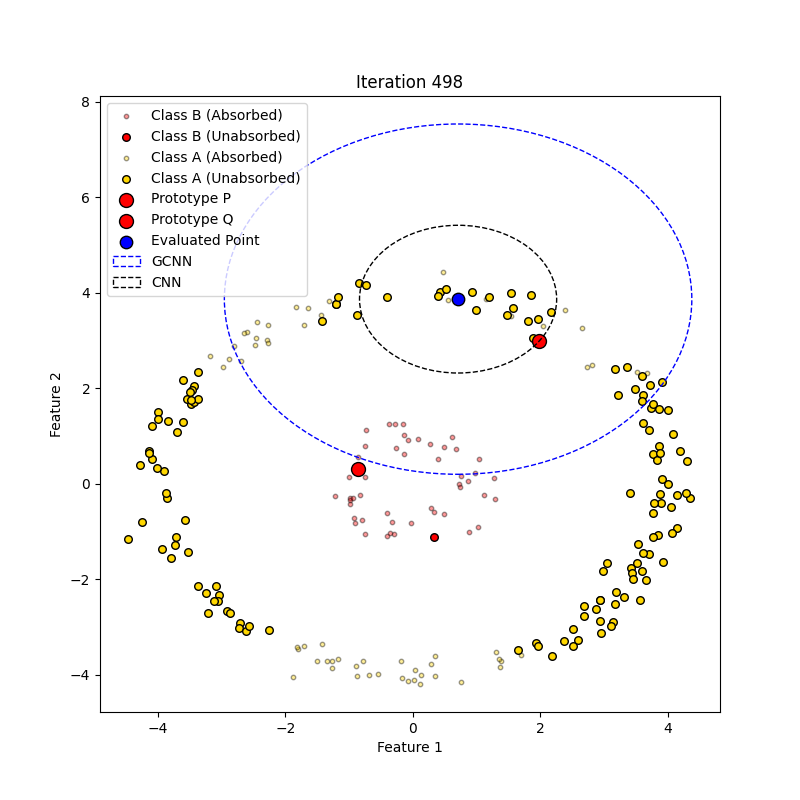 Iteration 498
Class B (Absorbed)
Class B (Unabsorbed)
Class A (Absorbed)
Class A (Unabsorbed)
Prototype P
Prototype Q
Evaluated Point
GCNN
CNN
8
6
4
2
0
−2
−4
Feature 2
−4 −2 0 2 4
Feature 1